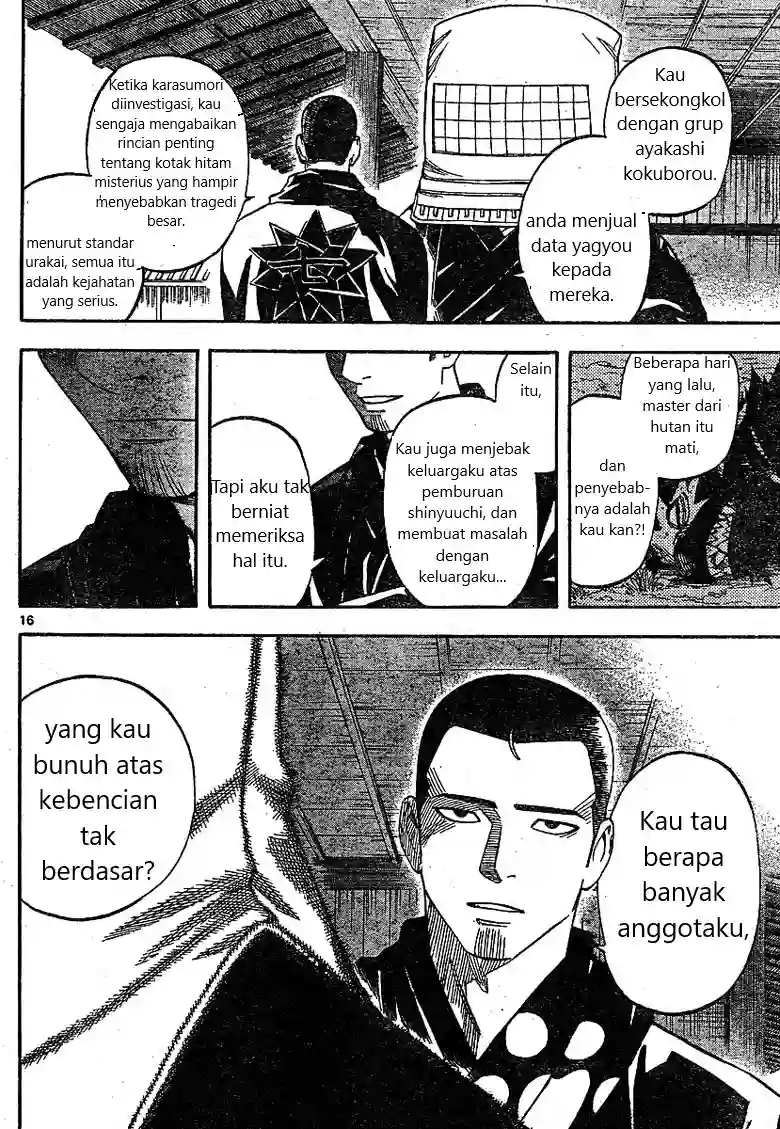 Kau
bersekongkol
dengan grup
ayakashi
kokuborou.
anda menjual
data yagyou
kepada
mereka.
Ketika karasumori
diinvestigasi, kau
sengaja mengabaikan
rincian penting
tentang kotak hitam
misterius yang hampir
menyebabkan tragedi
besar.
menurut standar
urakai, semua itu
adalah kejahatan
yang serius.
Beberapa hari
yang lalu,
master dari
hutan itu
mati,
dan
penyebab-
nya adalah
kau kan?!
Selain
itu,
Kau juga menjebak
keluargaku atas
pemburuan
shinyuuchi, dan
membuat masalah
dengan
keluargaku...
Tapi aku tak
berniat
memeriksa
hal itu.
16
Kau tau
berapa
banyak
anggotaku,
yang kau
bunuh atas
kebencian
tak
berdasar?